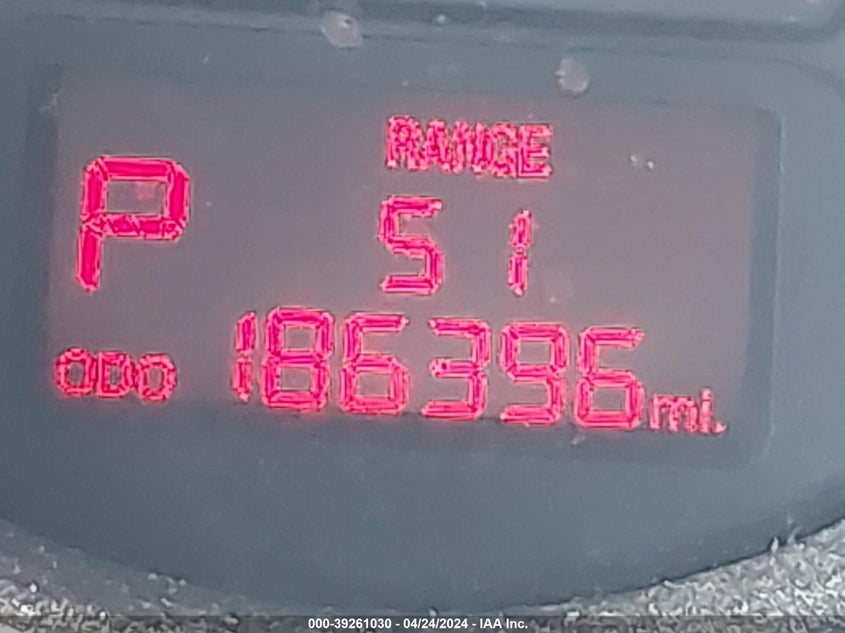 RANGE
P 51
ODO 186396 mi.
000-39261030 - 04/24/2024 - IAA Inc.